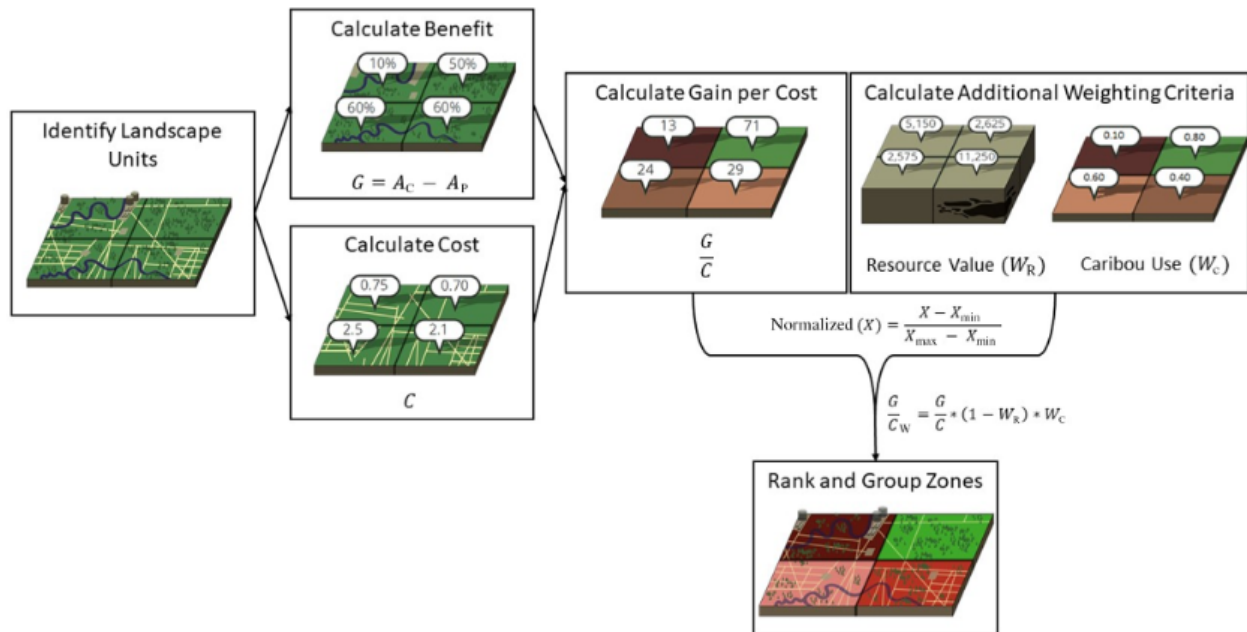 Identify Landscape
Units
Calculate Benefit
10%
50%
60%
60%
G = A_C − A_P
Calculate Cost
0.75
0.70
2.5
2.1
C
Calculate Gain per Cost
13
71
24
29
G/C
Calculate Additional Weighting Criteria
5,150
2,625
2,575
11,250
Resource Value (W_R)
0.10
0.80
0.60
0.40
Caribou Use (W_c)
Normalized (X) = (X − X_min)/(X_max − X_min)
G/C_W = G/C * (1 − W_R) * W_C
Rank and Group Zones